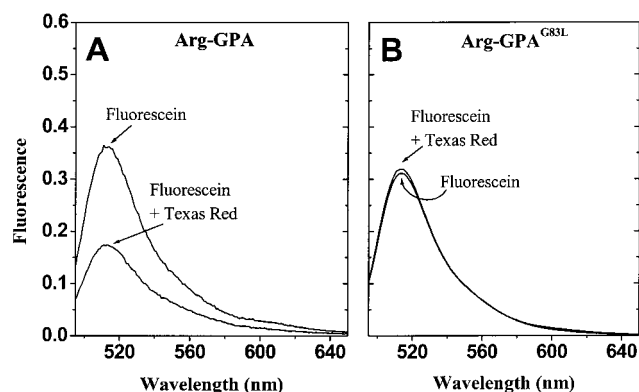 A
Arg-GPA
Fluorescein
Fluorescein
+ Texas Red
Fluorescence
0.6
0.5
0.4
0.3
0.2
0.1
0.0
520 560 600 640
Wavelength (nm)
B
Arg-GPA^G83L
Fluorescein
+ Texas Red
Fluorescein
520 560 600 640
Wavelength (nm)